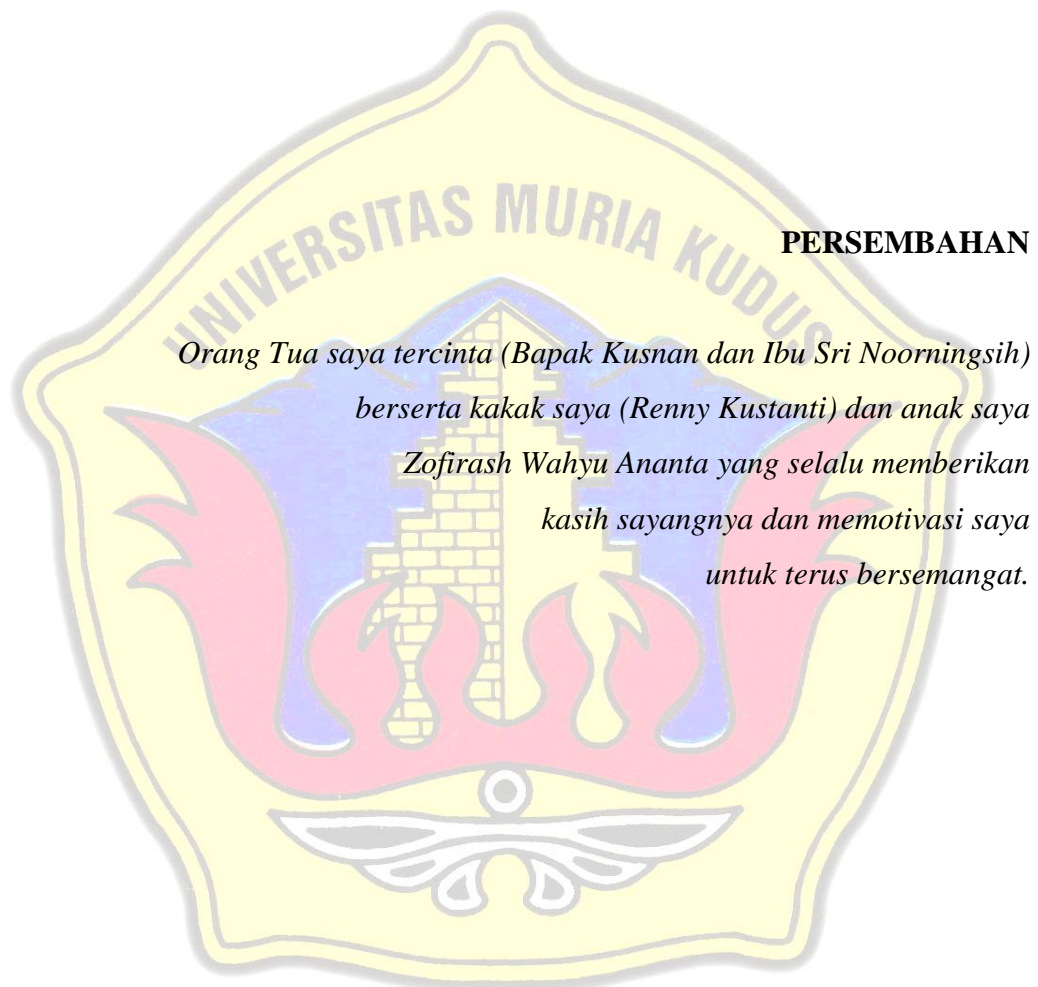 UNIVERSITAS MURIA KUDUS
PERSEMBAHAN
Orang Tua saya tercinta (Bapak Kusnan dan Ibu Sri Noorningsih)
berserta kakak saya (Renny Kustanti) dan anak saya
Zofirash Wahyu Ananta yang selalu memberikan
kasih sayangnya dan memotivasi saya
untuk terus bersemangat.